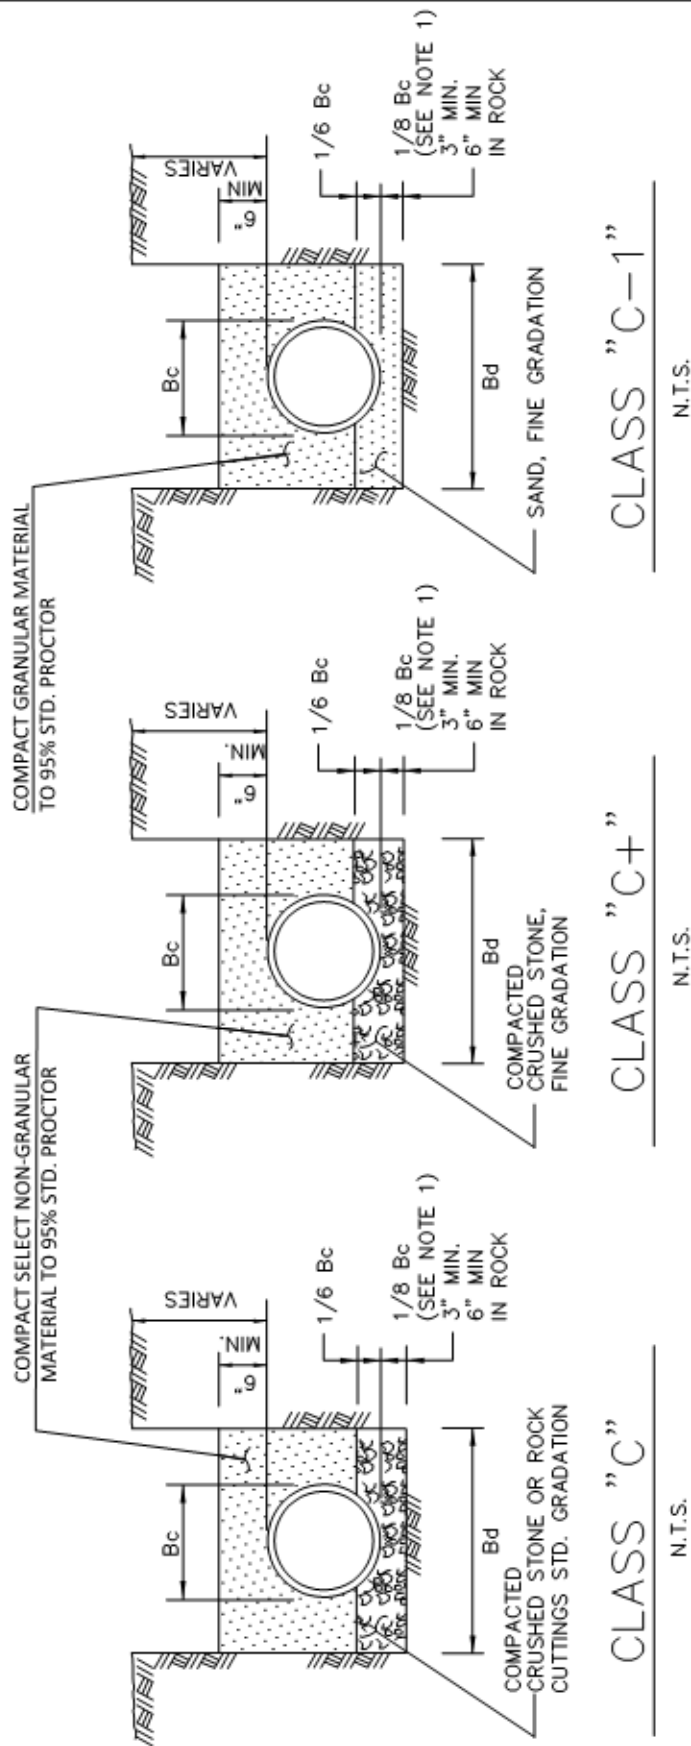 COMPACT SELECT NON-GRANULAR
MATERIAL TO 95% STD. PROCTOR
COMPACT GRANULAR MATERIAL
TO 95% STD. PROCTOR
Bc
6"
MIN.
VARIES
1/6 Bc
1/8 Bc
(SEE NOTE 1)
3" MIN.
6" MIN
IN ROCK
Bd
COMPACTED
CRUSHED STONE OR ROCK
CUTTINGS STD. GRADATION
CLASS "C"
N.T.S.
Bc
6"
MIN.
VARIES
1/6 Bc
1/8 Bc
(SEE NOTE 1)
3" MIN.
6" MIN
IN ROCK
Bd
COMPACTED
CRUSHED STONE,
FINE GRADATION
CLASS "C+"
N.T.S.
Bc
6"
MIN
VARIES
1/6 Bc
1/8 Bc
(SEE NOTE 1)
3" MIN.
6" MIN
IN ROCK
Bd
SAND, FINE GRADATION
CLASS "C-1"
N.T.S.